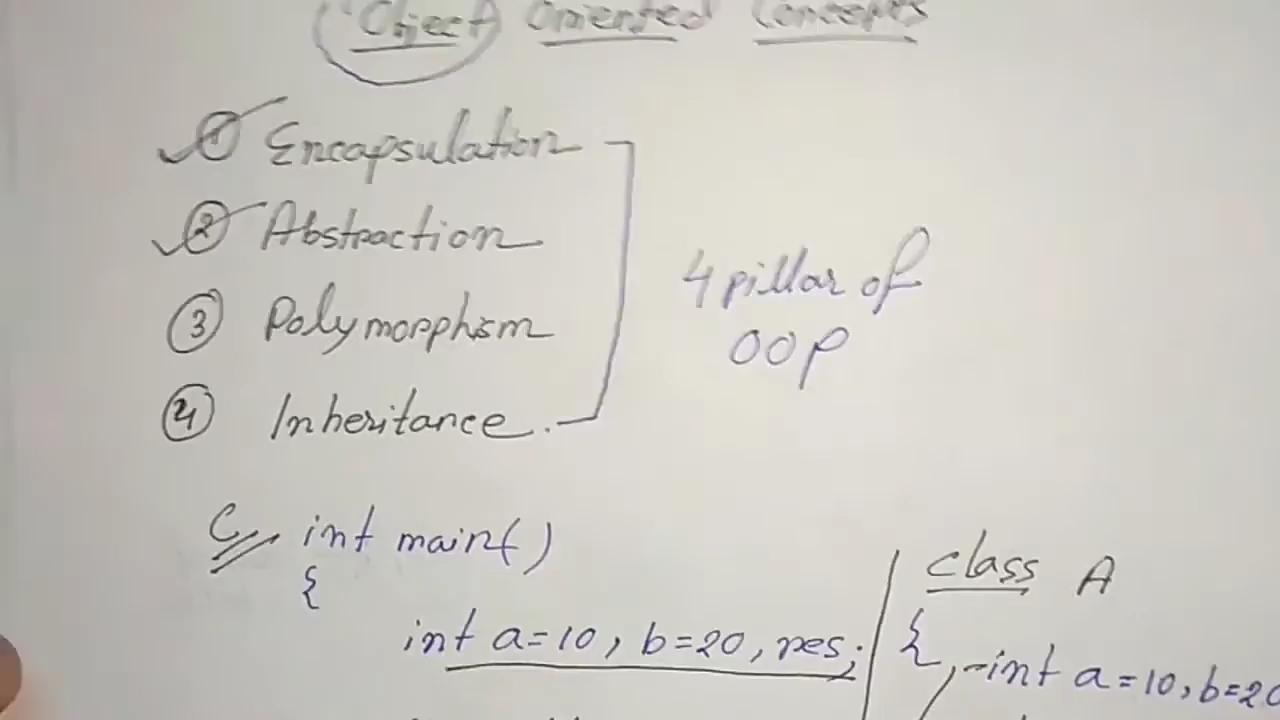 Object Oriented Concepts
1 Encapsulation
2 Abstraction
3 Polymorphism
4 Inheritance.
4 pillar of
OOP
C int main()
{
int a=10, b=20, res;
class A
{
int a=10, b=20